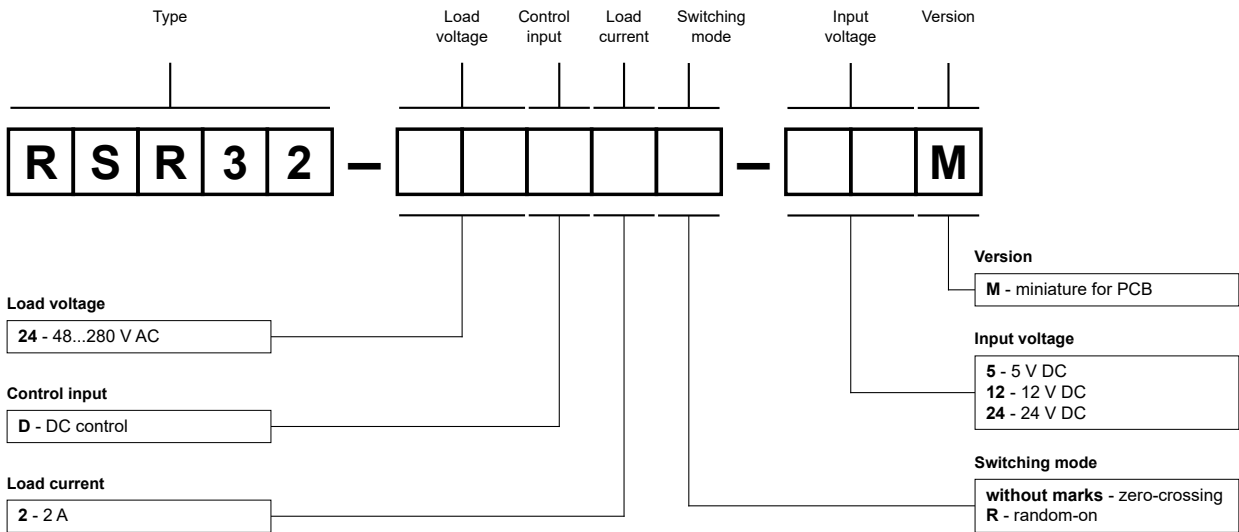 Type Load Control Load Switching Input Version
voltage input current mode voltage
RSR32 – – M
Version
M - miniature for PCB
Load voltage
24 - 48...280 V AC
Input voltage
5 - 5 V DC
12 - 12 V DC
24 - 24 V DC
Control input
D - DC control
Switching mode
without marks - zero-crossing
R - random-on
Load current
2 - 2 A